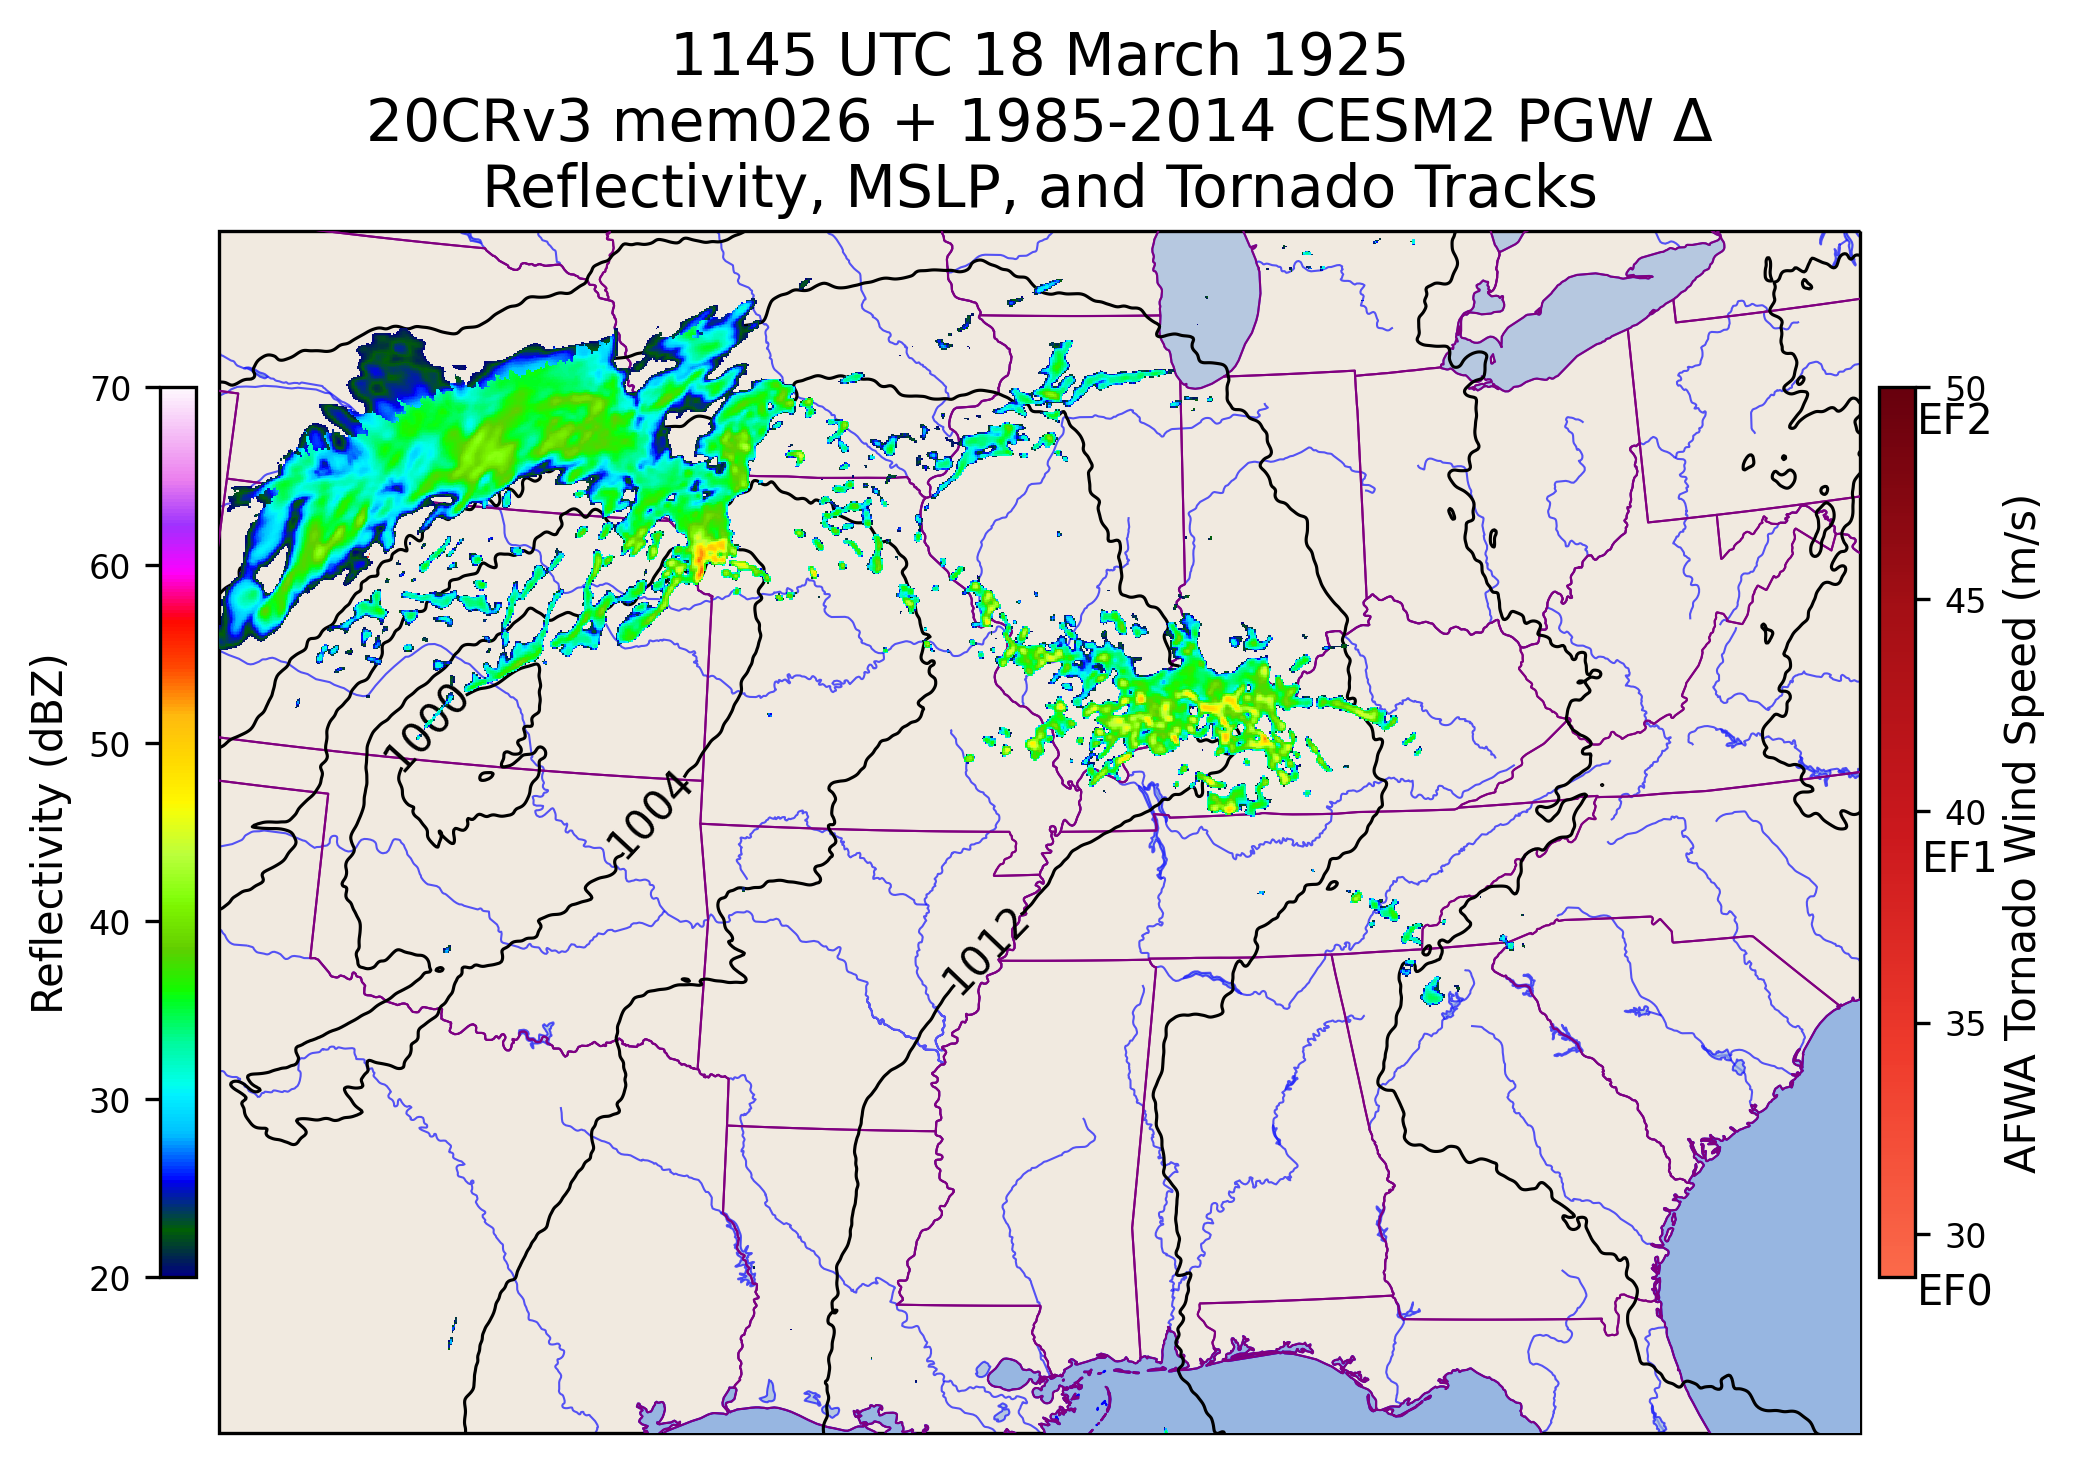 1145 UTC 18 March 1925
20CRv3 mem026 + 1985-2014 CESM2 PGW Δ
Reflectivity, MSLP, and Tornado Tracks
Reflectivity (dBZ)
70
60
50
40
30
20
1000
1004
1012
50
EF2
45
40
EF1
35
30
EF0
AFWA Tornado Wind Speed (m/s)